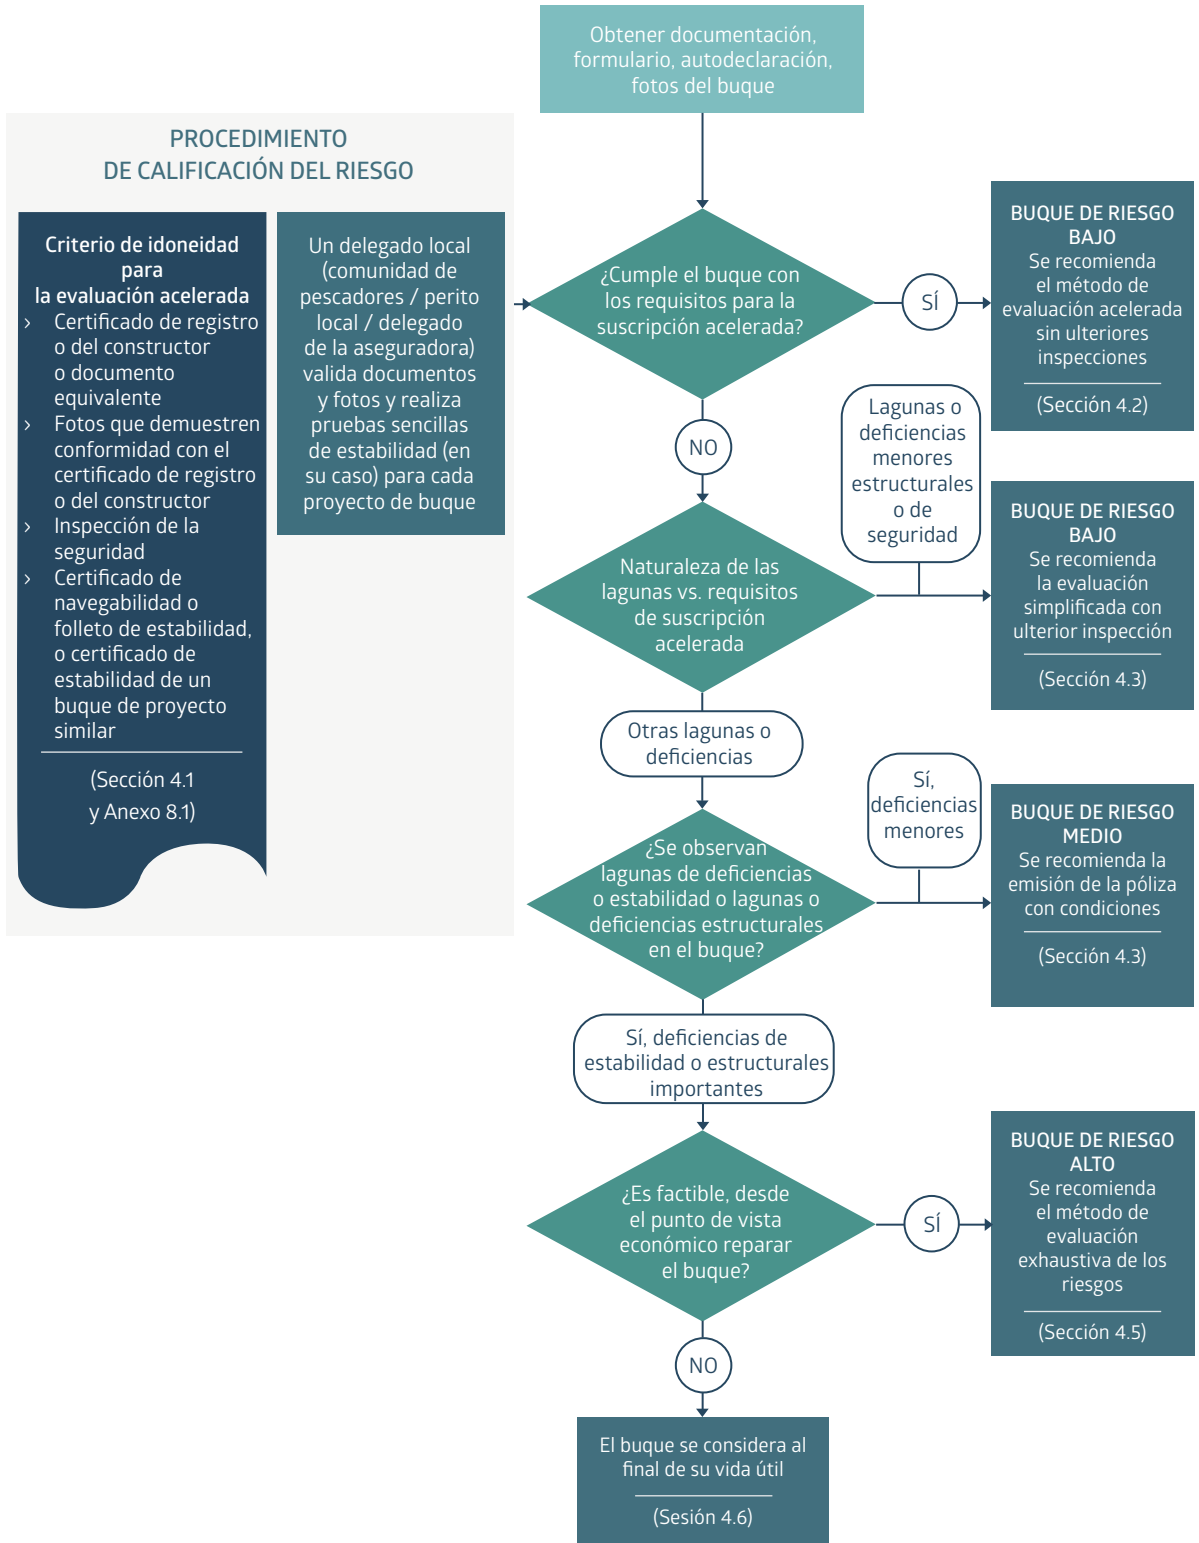 Obtener documentación,
formulario, autodeclaración,
fotos del buque
PROCEDIMIENTO
DE CALIFICACIÓN DEL RIESGO
Criterio de idoneidad
para
la evaluación acelerada
› Certificado de registro
o del constructor
o documento
equivalente
› Fotos que demuestren
conformidad con el
certificado de registro
o del constructor
› Inspección de la
seguridad
› Certificado de
navegabilidad o
folleto de estabilidad,
o certificado de
estabilidad de un
buque de proyecto
similar
(Sección 4.1
y Anexo 8.1)
Un delegado local
(comunidad de
pescadores / perito
local / delegado
de la aseguradora)
valida documentos
y fotos y realiza
pruebas sencillas
de estabilidad (en
su caso) para cada
proyecto de buque
¿Cumple el buque con
los requisitos para la
suscripción acelerada?
SÍ
BUQUE DE RIESGO
BAJO
Se recomienda
el método de
evaluación acelerada
sin ulteriores
inspecciones
(Sección 4.2)
NO
Naturaleza de las
lagunas vs. requisitos
de suscripción
acelerada
Lagunas o
deficiencias
menores
estructurales
o de
seguridad
BUQUE DE RIESGO
BAJO
Se recomienda
la evaluación
simplificada con
ulterior inspección
(Sección 4.3)
Otras lagunas o
deficiencias
¿Se observan
lagunas de deficiencias
o estabilidad o lagunas o
deficiencias estructurales
en el buque?
Sí,
deficiencias
menores
BUQUE DE RIESGO
MEDIO
Se recomienda la
emisión de la póliza
con condiciones
(Sección 4.3)
Sí, deficiencias de
estabilidad o estructurales
importantes
¿Es factible, desde
el punto de vista
económico reparar
el buque?
SÍ
BUQUE DE RIESGO
ALTO
Se recomienda
el método de
evaluación
exhaustiva de los
riesgos
(Sección 4.5)
NO
El buque se considera al
final de su vida útil
(Sesión 4.6)